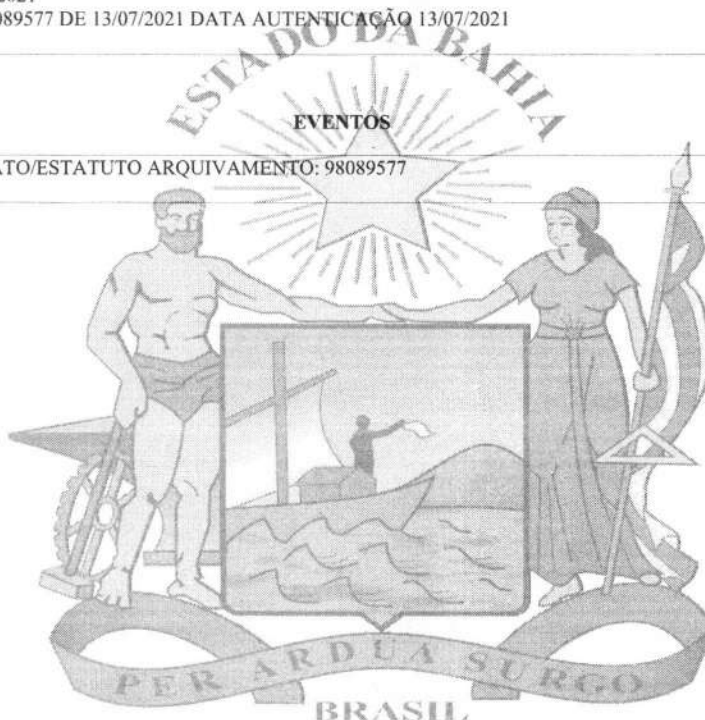 089577 DE 13/07/2021 DATA AUTENTICAÇÃO 13/07/2021
ESTADO DA BAHIA
EVENTOS
ATO/ESTATUTO ARQUIVAMENTO: 98089577
PER ARDUA SURGO
BRASIL